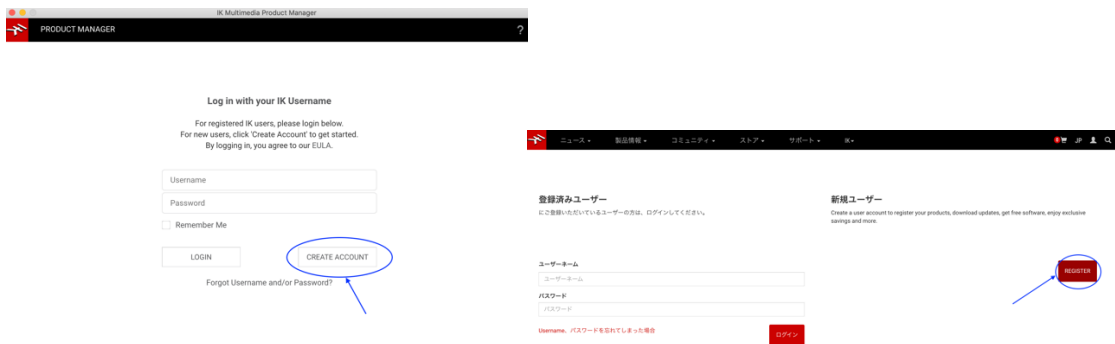 IK Multimedia Product Manager
PRODUCT MANAGER
?
Log in with your IK Username
For registered IK users, please login below.
For new users, click 'Create Account' to get started.
By logging in, you agree to our EULA.
Username
Password
Remember Me
LOGIN
CREATE ACCOUNT
Forgot Username and/or Password?
ニュース
製品情報
コミュニティ
ストア
サポート
IK
JP
登録済みユーザー
にご登録いただいているユーザーの方は、ログインしてください。
新規ユーザー
Create a user account to register your products, download updates, get free software, enjoy exclusive
savings and more.
ユーザーネーム
ユーザーネーム
パスワード
パスワード
Username、パスワードを忘れてしまった場合
ログイン
REGISTER